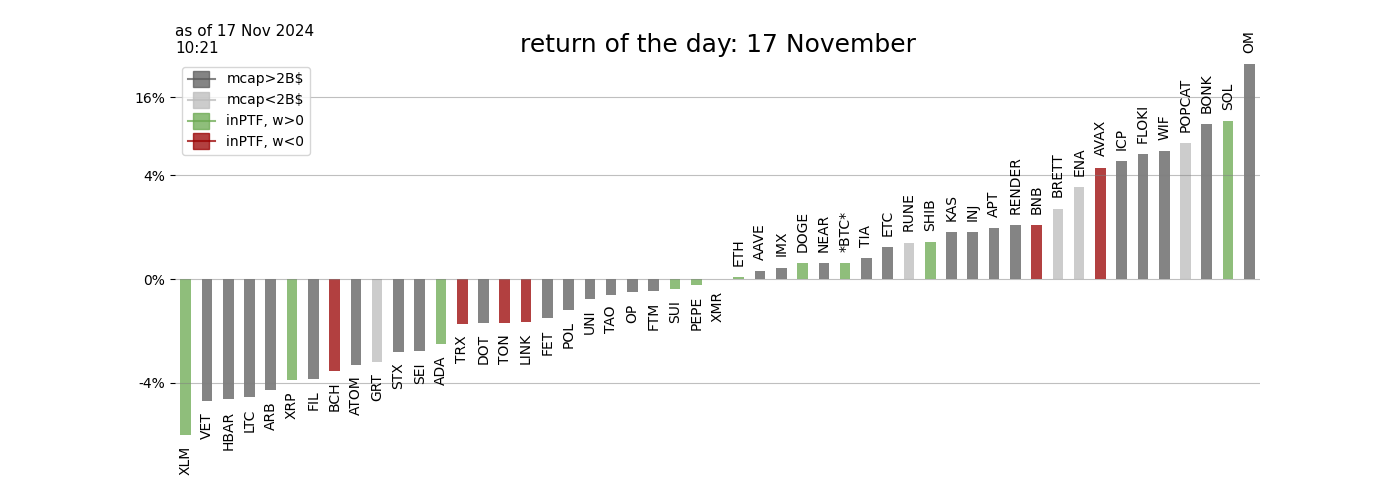 as of 17 Nov 2024
10:21
return of the day: 17 November
mcap>2B$
mcap<2B$
inPTF, w>0
inPTF, w<0
16%
4%
0%
-4%
XLM
VET
HBAR
LTC
ARB
XRP
FIL
BCH
ATOM
GRT
STX
SEI
ADA
TRX
DOT
TON
LINK
FET
POL
UNI
TAO
OP
FTM
SUI
PEPE
XMR
ETH
AAVE
IMX
DOGE
NEAR
*BTC*
TIA
ETC
RUNE
SHIB
KAS
INJ
APT
RENDER
BNB
BRETT
ENA
AVAX
ICP
FLOKI
WIF
POPCAT
BONK
SOL
OM